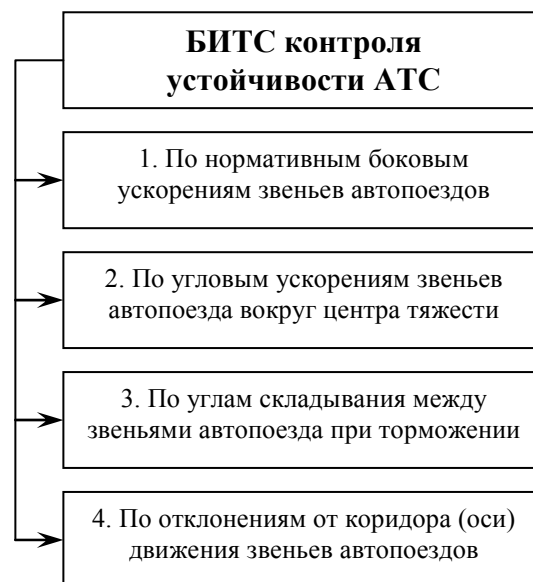 БИТС контроля
устойчивости АТС
1. По нормативным боковым
ускорениям звеньев автопоездов
2. По угловым ускорениям звеньев
автопоезда вокруг центра тяжести
3. По углам складывания между
звеньями автопоезда при торможении
4. По отклонениям от коридора (оси)
движения звеньев автопоездов